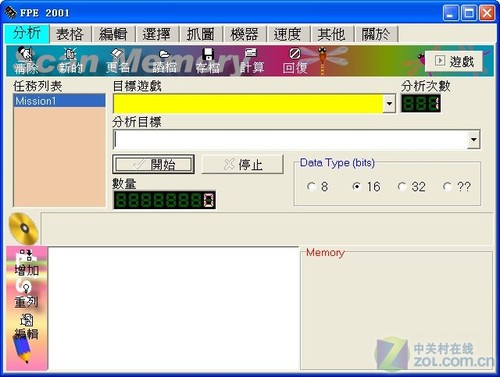 FPE 2001
分析 表格 編輯 選擇 抓圖 機器 速度 其他 關於
Scan Memory
清除 新的 更名 讀檔 存檔 計算 回復 遊戲
任務列表 目標遊戲 分析次數
Mission1
分析目標
開始 停止
Data Type (bits)
8 16 32 ??
數量
增加
重列
編輯
Memory
中关村在线
zol.com.cn